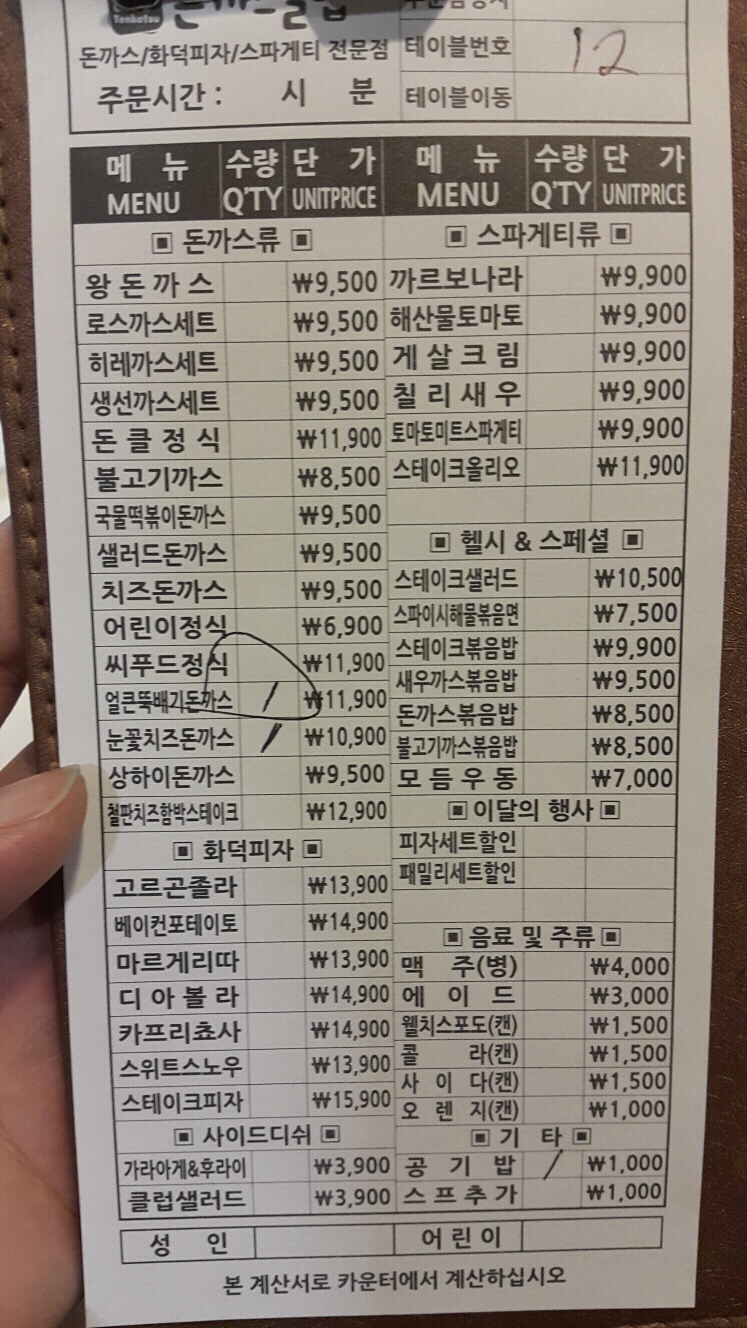 Tonkatsu
돈까스/화덕피자/스파게티 전문점
주문시간 : 시 분
테이블번호 12
테이블이동
메 뉴 수량 단 가
MENU Q'TY UNITPRICE
▣ 돈까스류 ▣
왕돈까스 ₩9,500
로스까스세트 ₩9,500
히레까스세트 ₩9,500
생선까스세트 ₩9,500
돈클정식 ₩11,900
불고기까스 ₩8,500
국물떡볶이돈까스 ₩9,500
샐러드돈까스 ₩9,500
치즈돈까스 ₩9,500
어린이정식 ₩6,900
씨푸드정식 ₩11,900
얼큰뚝배기돈까스 / ₩11,900
눈꽃치즈돈까스 / ₩10,900
상하이돈까스 ₩9,500
철판치즈함박스테이크 ₩12,900
▣ 화덕피자 ▣
고르곤졸라 ₩13,900
베이컨포테이토 ₩14,900
마르게리따 ₩13,900
디아볼라 ₩14,900
카프리쵸사 ₩14,900
스위트스노우 ₩13,900
스테이크피자 ₩15,900
▣ 사이드디쉬 ▣
가라아게&후라이 ₩3,900
클럽샐러드 ₩3,900
메 뉴 수량 단 가
MENU Q'TY UNITPRICE
▣ 스파게티류 ▣
까르보나라 ₩9,900
해산물토마토 ₩9,900
게살크림 ₩9,900
칠리새우 ₩9,900
토마토미트스파게티 ₩9,900
스테이크올리오 ₩11,900
▣ 헬시 & 스페셜 ▣
스테이크샐러드 ₩10,500
스파이시해물볶음면 ₩7,500
스테이크볶음밥 ₩9,900
새우까스볶음밥 ₩9,500
돈까스볶음밥 ₩8,500
불고기까스볶음밥 ₩8,500
모듬우동 ₩7,000
▣ 이달의 행사 ▣
피자세트할인
패밀리세트할인
▣ 음료 및 주류 ▣
맥 주(병) ₩4,000
에 이 드 ₩3,000
웰치스포도(캔) ₩1,500
콜 라(캔) ₩1,500
사 이 다(캔) ₩1,500
오 렌 지(캔) ₩1,000
▣ 기 타 ▣
공 기 밥 / ₩1,000
스프추가 ₩1,000
성 인 어린이
본 계산서로 카운터에서 계산하십시오